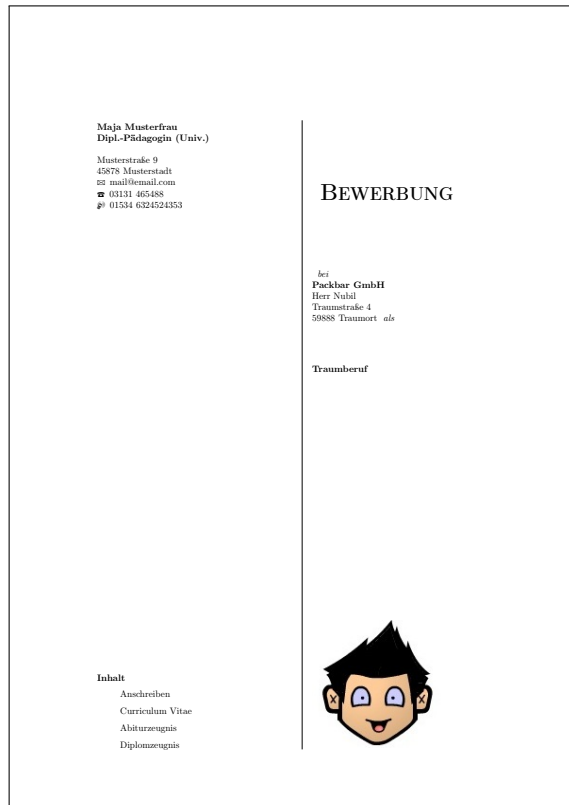 Maja Musterfrau
Dipl.-Pädagogin (Univ.)
Musterstraße 9
45878 Musterstadt
mail@email.com
03131 465488
01534 6324524353
BEWERBUNG
bei
Packbar GmbH
Herr Nubil
Traumstraße 4
59888 Traumort als
Traumberuf
Inhalt
Anschreiben
Curriculum Vitae
Abiturzeugnis
Diplomzeugnis